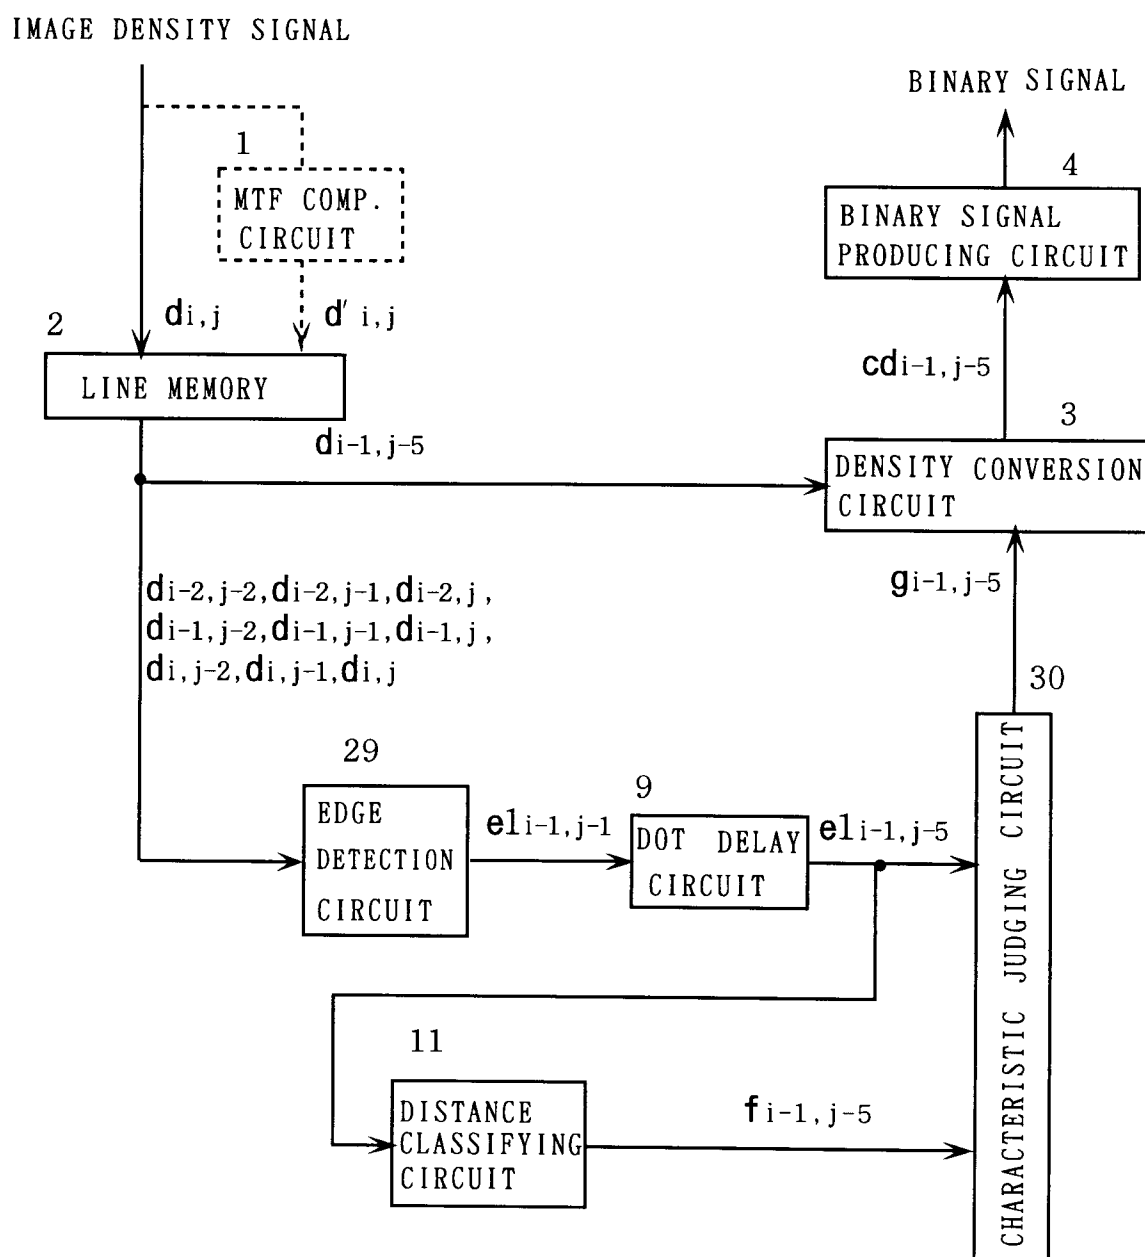 IMAGE DENSITY SIGNAL
BINARY SIGNAL
1
MTF COMP.
CIRCUIT
4
BINARY SIGNAL
PRODUCING CIRCUIT
di,j
d' i,j
2
LINE MEMORY
cdi-1,j-5
di-1,j-5
3
DENSITY CONVERSION
CIRCUIT
gi-1,j-5
di-2,j-2,di-2,j-1,di-2,j,
di-1,j-2,di-1,j-1,di-1,j,
di,j-2,di,j-1,di,j
30
CHARACTERISTIC JUDGING CIRCUIT
29
EDGE
DETECTION
CIRCUIT
eli-1,j-1
9
DOT DELAY
CIRCUIT
eli-1,j-5
11
DISTANCE
CLASSIFYING
CIRCUIT
fi-1,j-5